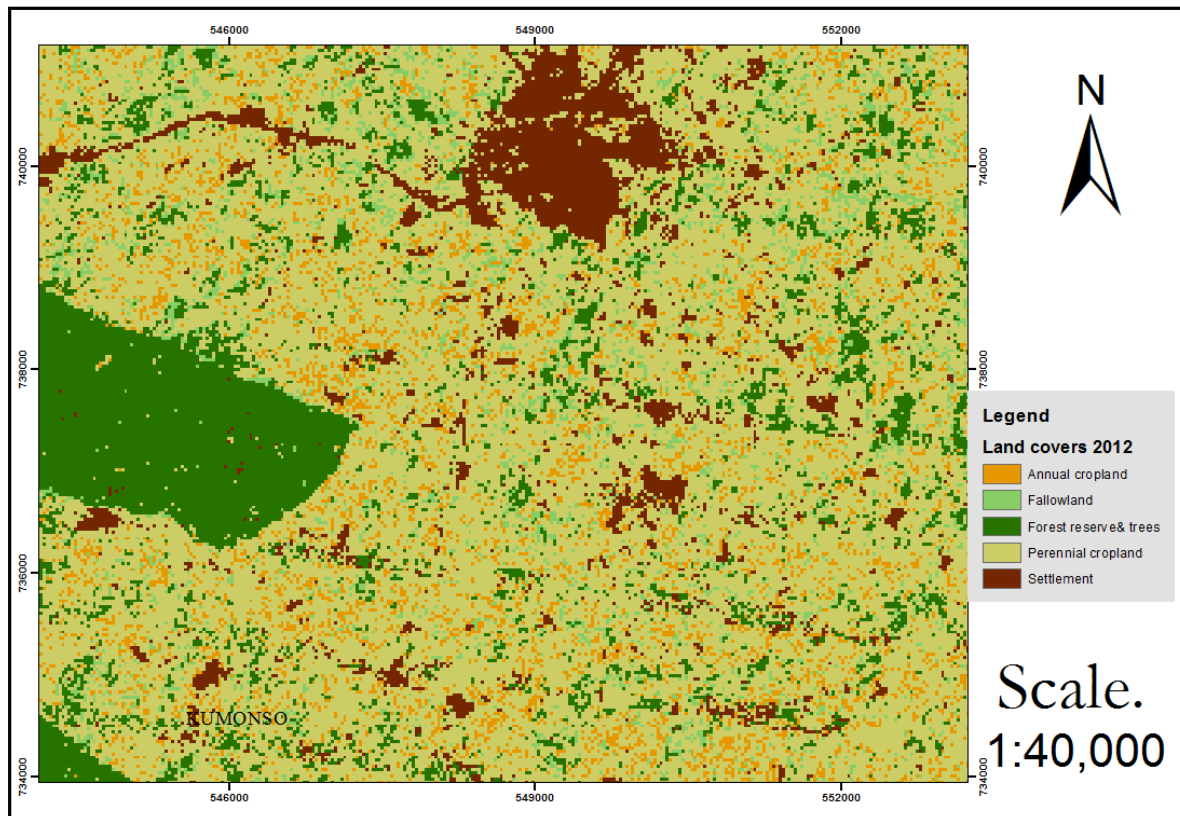 546000
549000
552000
740000
740000
N
738000
738000
Legend
Land covers 2012
Annual cropland
Fallowland
Forest reserve& trees
Perennial cropland
Settlement
736000
Scale.
1:40,000
KUMONSO
734000
734000
546000
549000
552000